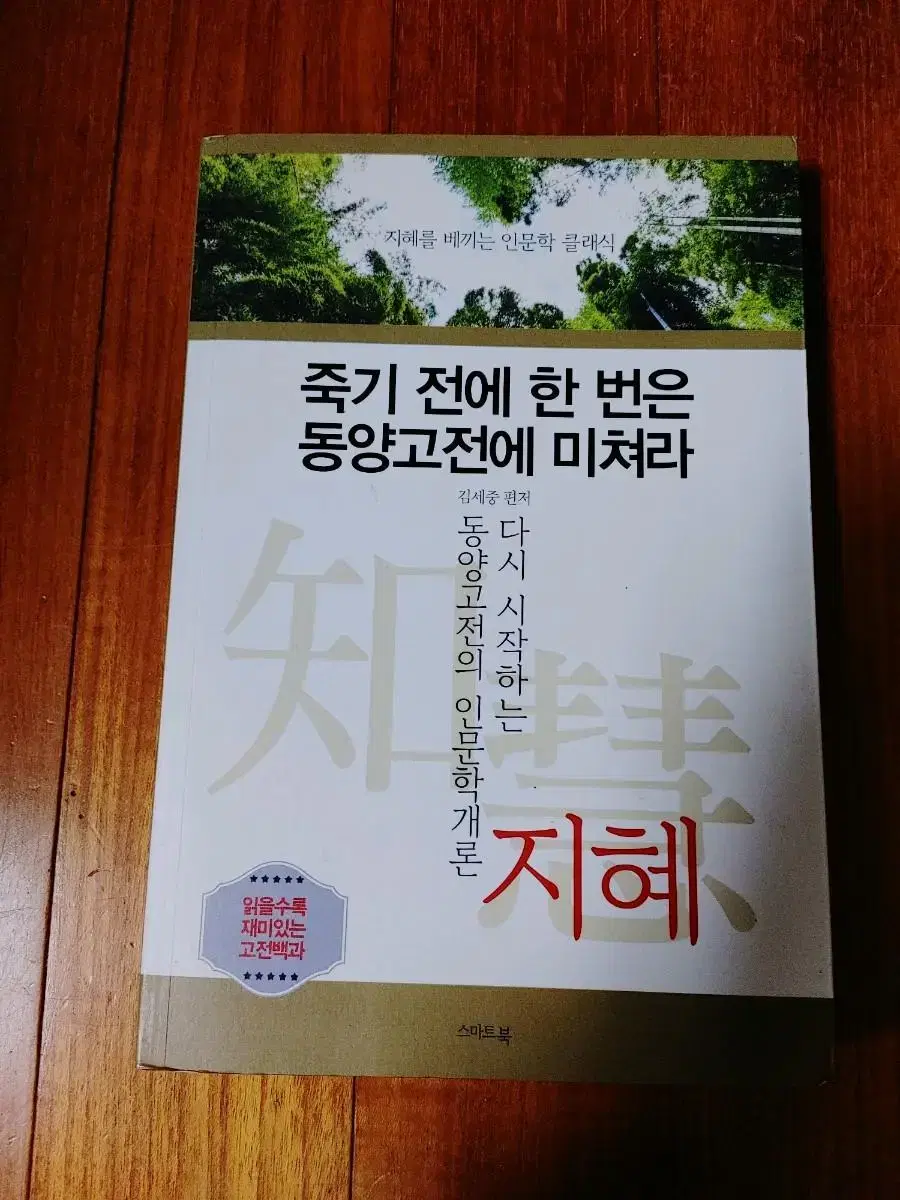 지혜를 베끼는 인문학 클래식
죽기 전에 한 번은
동양고전에 미쳐라
김세중 편저
다시 시작하는
동양고전의 인문학개론
知慧
지혜
읽을수록
재미있는
고전백과
스마트북